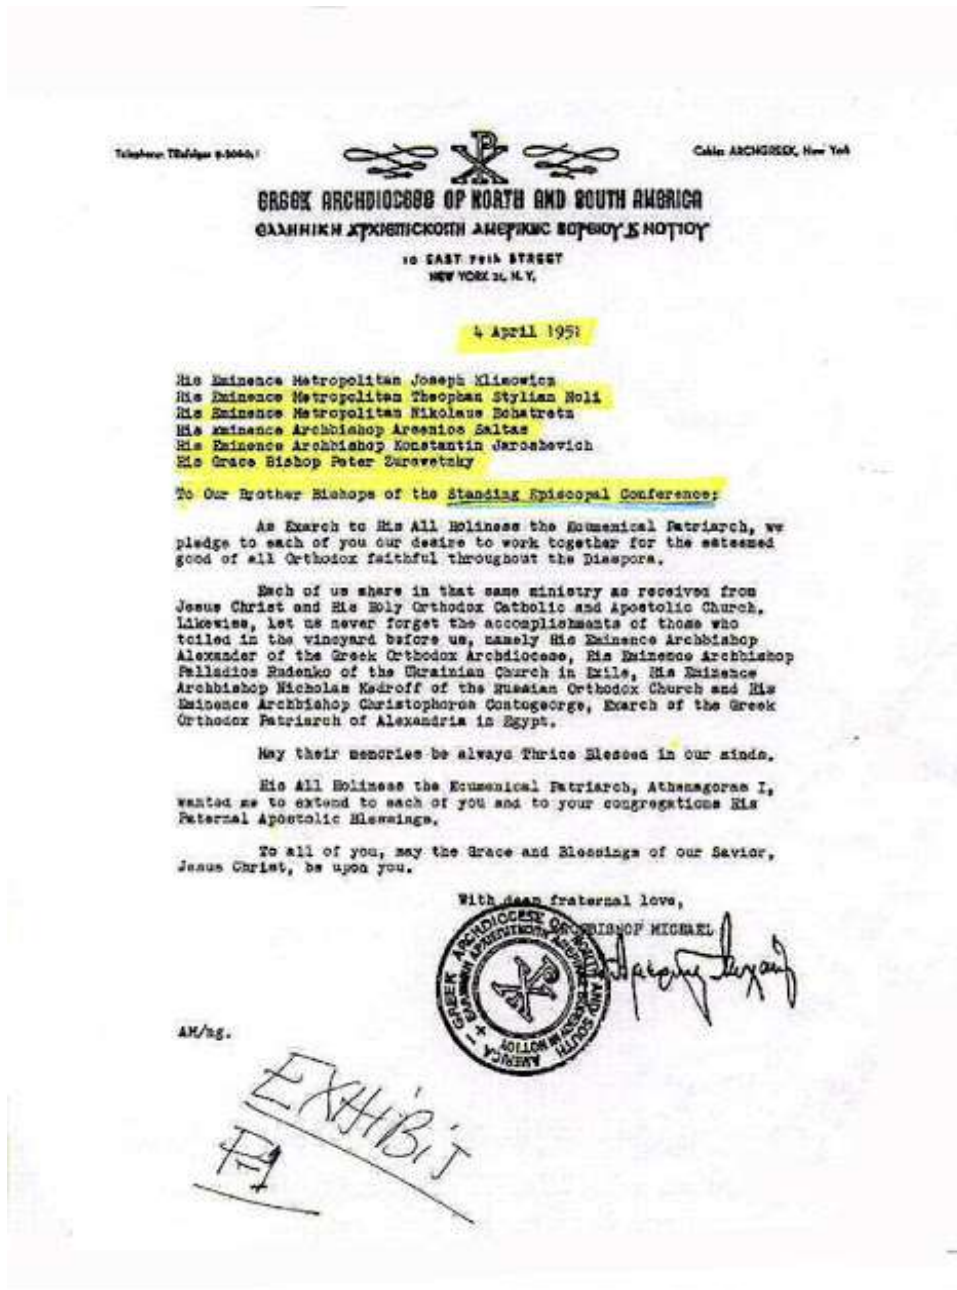 Cable: ARCHGREEK, New York
GREEK ARCHDIOCESE OF NORTH AND SOUTH AMERICA
ΕΛΛΗΝΙΚΗ ΑΡΧΙΕΠΙCΚΟΠΗ ΑΜΕΡΙΚΗC ΒΟΡΕΙΟΥ & ΝΟΤΙΟΥ
10 EAST 79th STREET
NEW YORK 21, N. Y.
4 April 1951
His Eminence Metropolitan Joseph Klimowicz
His Eminence Metropolitan Theophan Stylian Noli
His Eminence Metropolitan Nikolaus Bohatretz
His Eminence Archbishop Arsenios Saltas
His Eminence Archbishop Konstantin Jaroshevich
His Grace Bishop Peter Zurawetzky
To Our Brother Bishops of the Standing Episcopal Conference;
As Exarch to His All Holiness the Ecumenical Patriarch, we
pledge to each of you our desire to work together for the esteemed
good of all Orthodox faithful throughout the Diaspora.
Each of us share in that same ministry as received from
Jesus Christ and His Holy Orthodox Catholic and Apostolic Church.
Likewise, let us never forget the accomplishments of those who
toiled in the vineyard before us, namely His Eminence Archbishop
Alexander of the Greek Orthodox Archdiocese, His Eminence Archbishop
Palladios Rudenko of the Ukrainian Church in Exile, His Eminence
Archbishop Nicholas Kedroff of the Russian Orthodox Church and His
Eminence Archbishop Christophoros Contogeorge, Exarch of the Greek
Orthodox Patriarch of Alexandria in Egypt.
May their memories be always Thrice Blessed in our minds.
His All Holiness the Ecumenical Patriarch, Athenagoras I,
wanted me to extend to each of you and to your congregations His
Paternal Apostolic Blessings.
To all of you, may the Grace and Blessings of our Savior,
Jesus Christ, be upon you.
With deep fraternal love,
ARCHBISHOP MICHAEL
GREEK ARCHDIOCESE OF NORTH AND SOUTH AMERICA
AM/ng.
EXHIBIT